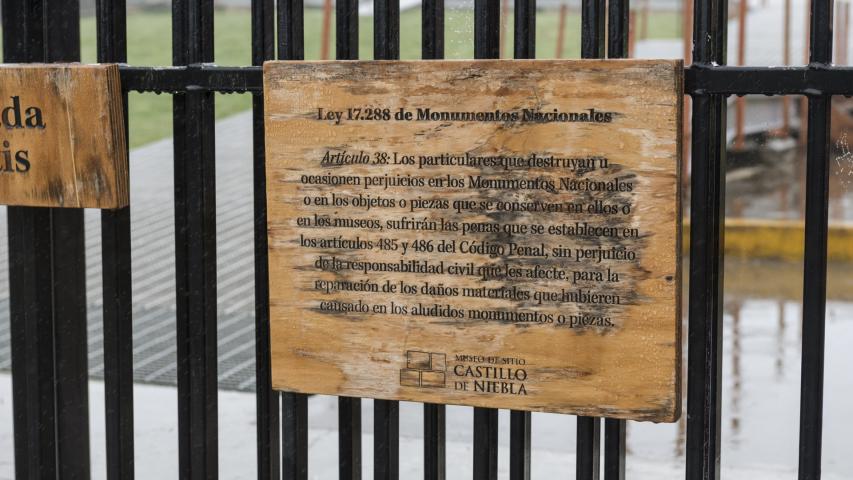 da
is
Ley 17.288 de Monumentos Nacionales
Artículo 38: Los particulares que destruyan u
ocasionen perjuicios en los Monumentos Nacionales
o en los objetos o piezas que se conserven en ellos o
en los museos, sufrirán las penas que se establecen en
los artículos 485 y 486 del Código Penal, sin perjuicio
de la responsabilidad civil que les afecte, para la
reparación de los daños materiales que hubieren
causado en los aludidos monumentos o piezas.
MUSEO DE SITIO
CASTILLO
DE NIEBLA